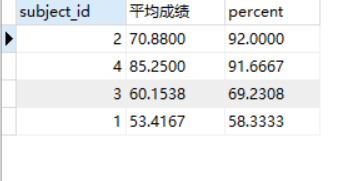 subject_id 平均成绩 percent
2 70.8800 92.0000
4 85.2500 91.6667
3 60.1538 69.2308
1 53.4167 58.3333